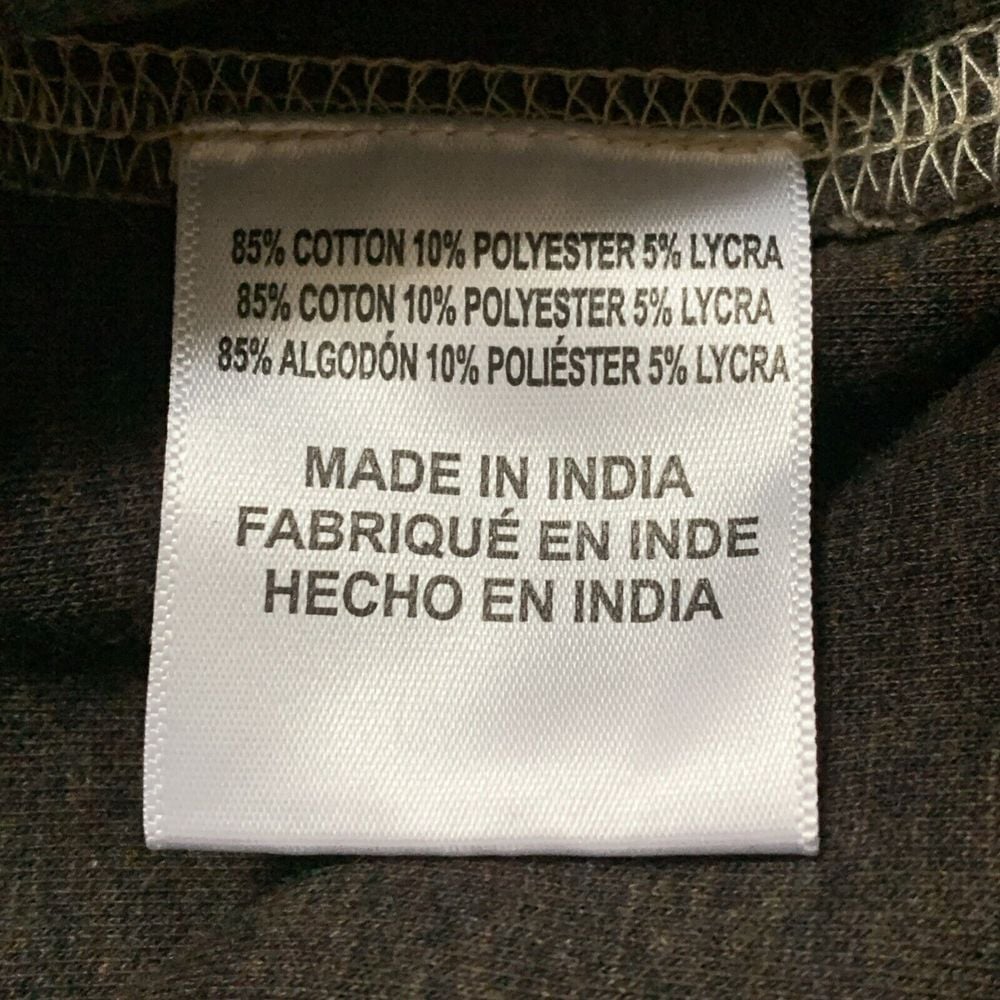 85% COTTON 10% POLYESTER 5% LYCRA
85% COTON 10% POLYESTER 5% LYCRA
85% ALGODÓN 10% POLIÉSTER 5% LYCRA
MADE IN INDIA
FABRIQUÉ EN INDE
HECHO EN INDIA